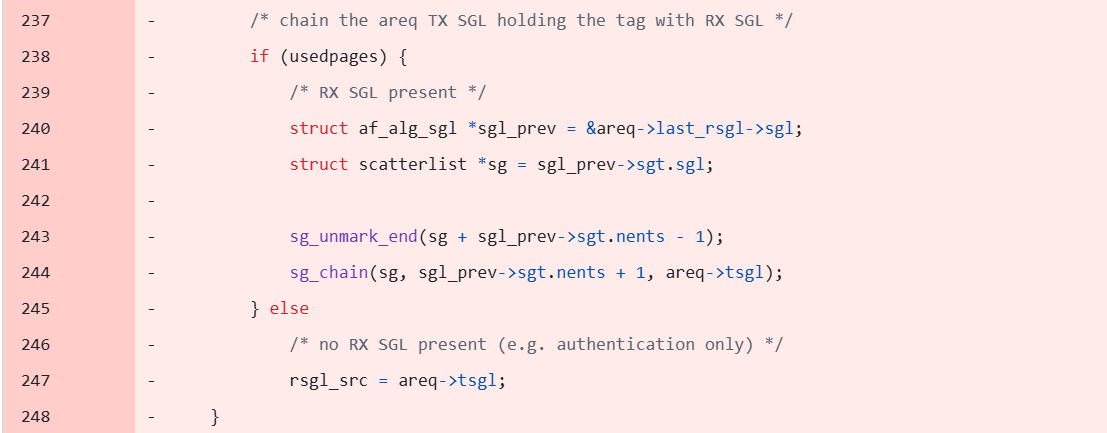 237 - /* chain the areq TX SGL holding the tag with RX SGL */
238 - if (usedpages) {
239 - /* RX SGL present */
240 - struct af_alg_sgl *sgl_prev = &areq->last_rsgl->sgl;
241 - struct scatterlist *sg = sgl_prev->sgt.sgl;
242 -
243 - sg_unmark_end(sg + sgl_prev->sgt.nents - 1);
244 - sg_chain(sg, sgl_prev->sgt.nents + 1, areq->tsgl);
245 - } else
246 - /* no RX SGL present (e.g. authentication only) */
247 - rsgl_src = areq->tsgl;
248 - }